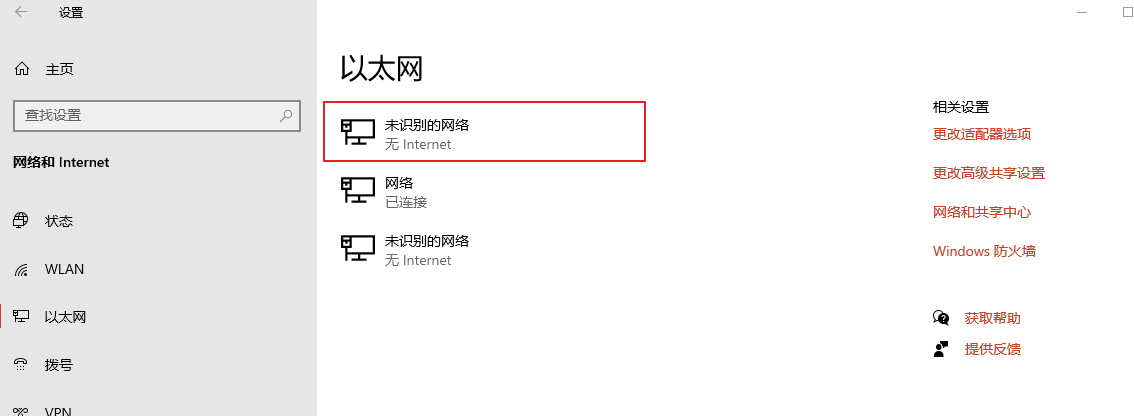 设置
主页
查找设置
网络和 Internet
状态
WLAN
以太网
拨号
VPN
以太网
未识别的网络
无 Internet
网络
已连接
未识别的网络
无 Internet
相关设置
更改适配器选项
更改高级共享设置
网络和共享中心
Windows 防火墙
获取帮助
提供反馈